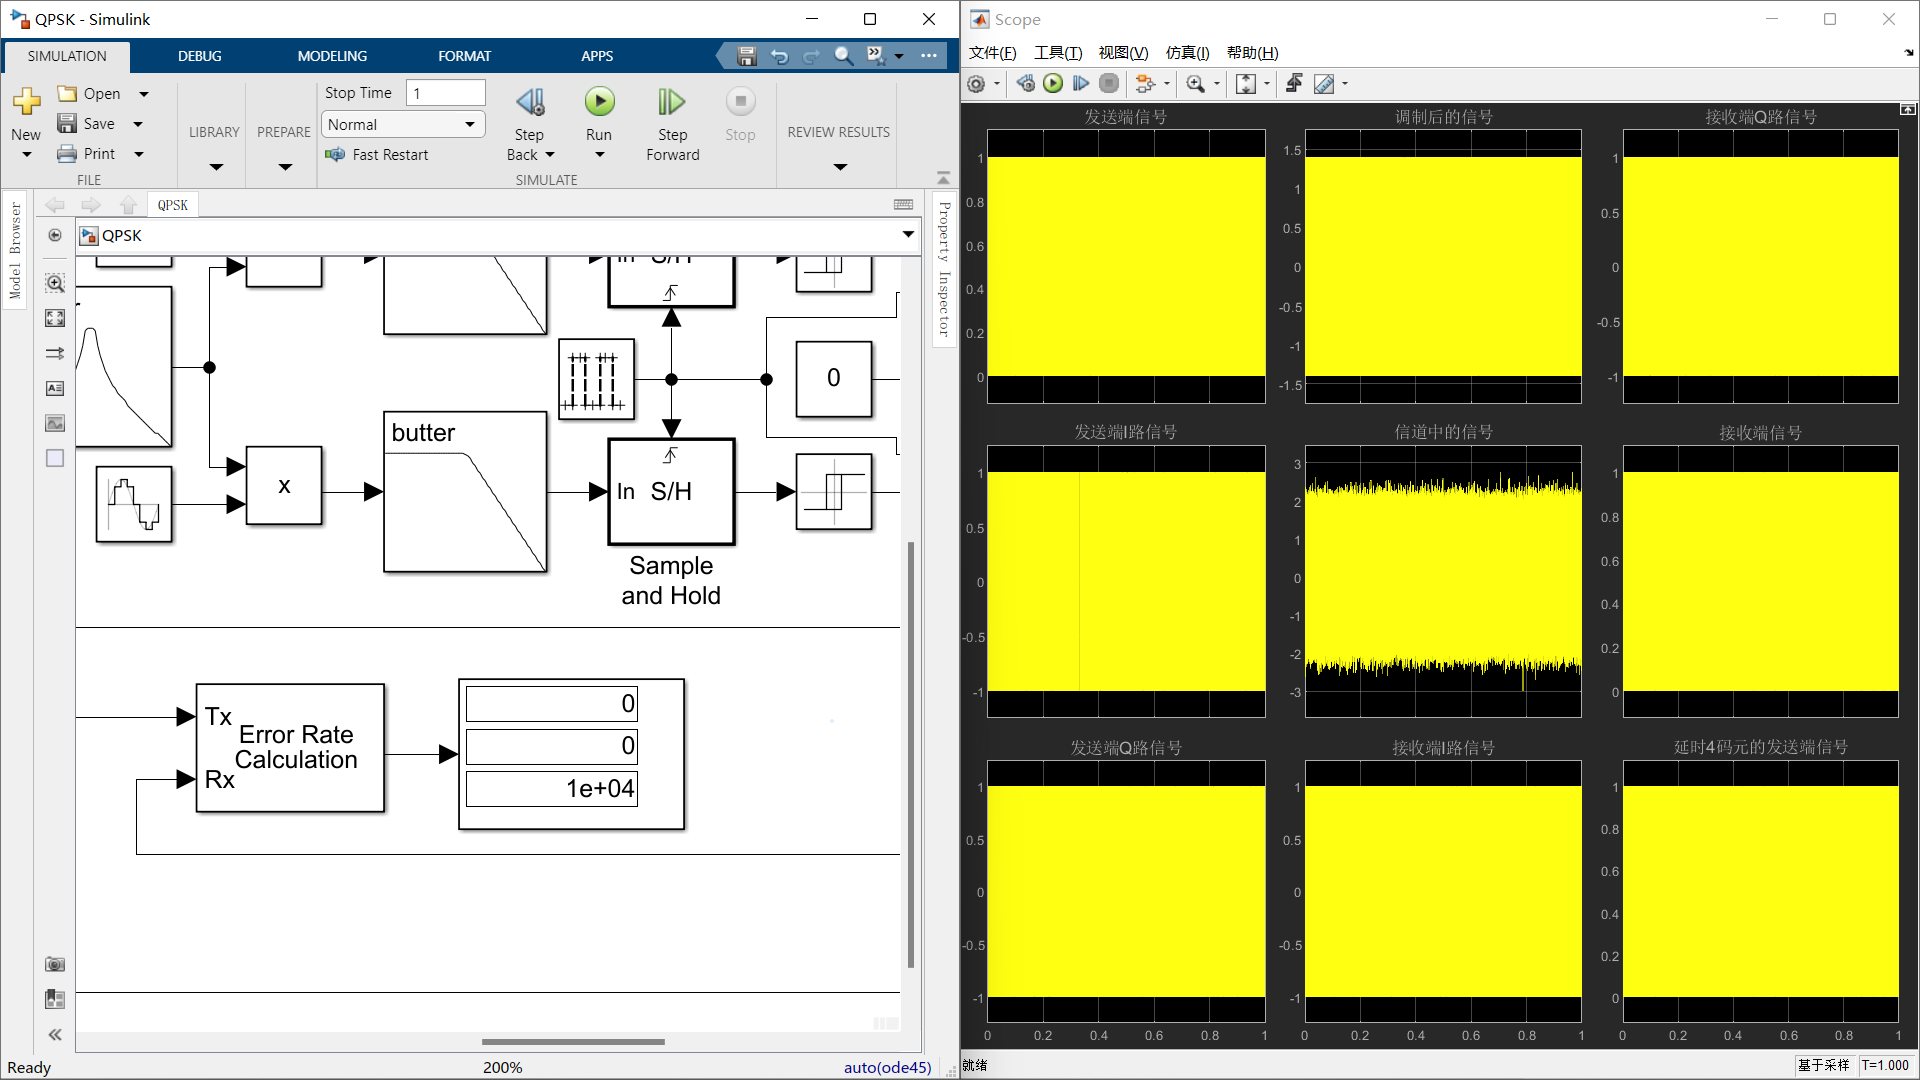 QPSK - Simulink
SIMULATION
DEBUG
MODELING
FORMAT
APPS
New
Open
Save
Print
FILE
LIBRARY
PREPARE
Stop Time
1
Normal
Fast Restart
Step
Back
Run
Step
Forward
Stop
SIMULATE
REVIEW RESULTS
Model Browser
QPSK
QPSK
Property Inspector
In S/H
0
x
butter
In S/H
Sample
and Hold
Tx
Rx
Error Rate
Calculation
0
0
1e+04
Ready
200%
auto(ode45)
Scope
文件(F)
工具(T)
视图(V)
仿真(I)
帮助(H)
发送端信号
1
0.8
0.6
0.4
0.2
0
调制后的信号
1.5
1
0.5
0
-0.5
-1
-1.5
接收端Q路信号
1
0.5
0
-0.5
-1
发送端I路信号
1
0.5
0
-0.5
-1
信道中的信号
3
2
1
0
-1
-2
-3
接收端信号
1
0.8
0.6
0.4
0.2
0
发送端Q路信号
1
0.5
0
-0.5
-1
0 0.2 0.4 0.6 0.8 1
接收端I路信号
1
0.5
0
-0.5
-1
0 0.2 0.4 0.6 0.8 1
延时4码元的发送端信号
1
0.8
0.6
0.4
0.2
0
0 0.2 0.4 0.6 0.8 1
就绪
基于采样
T=1.000